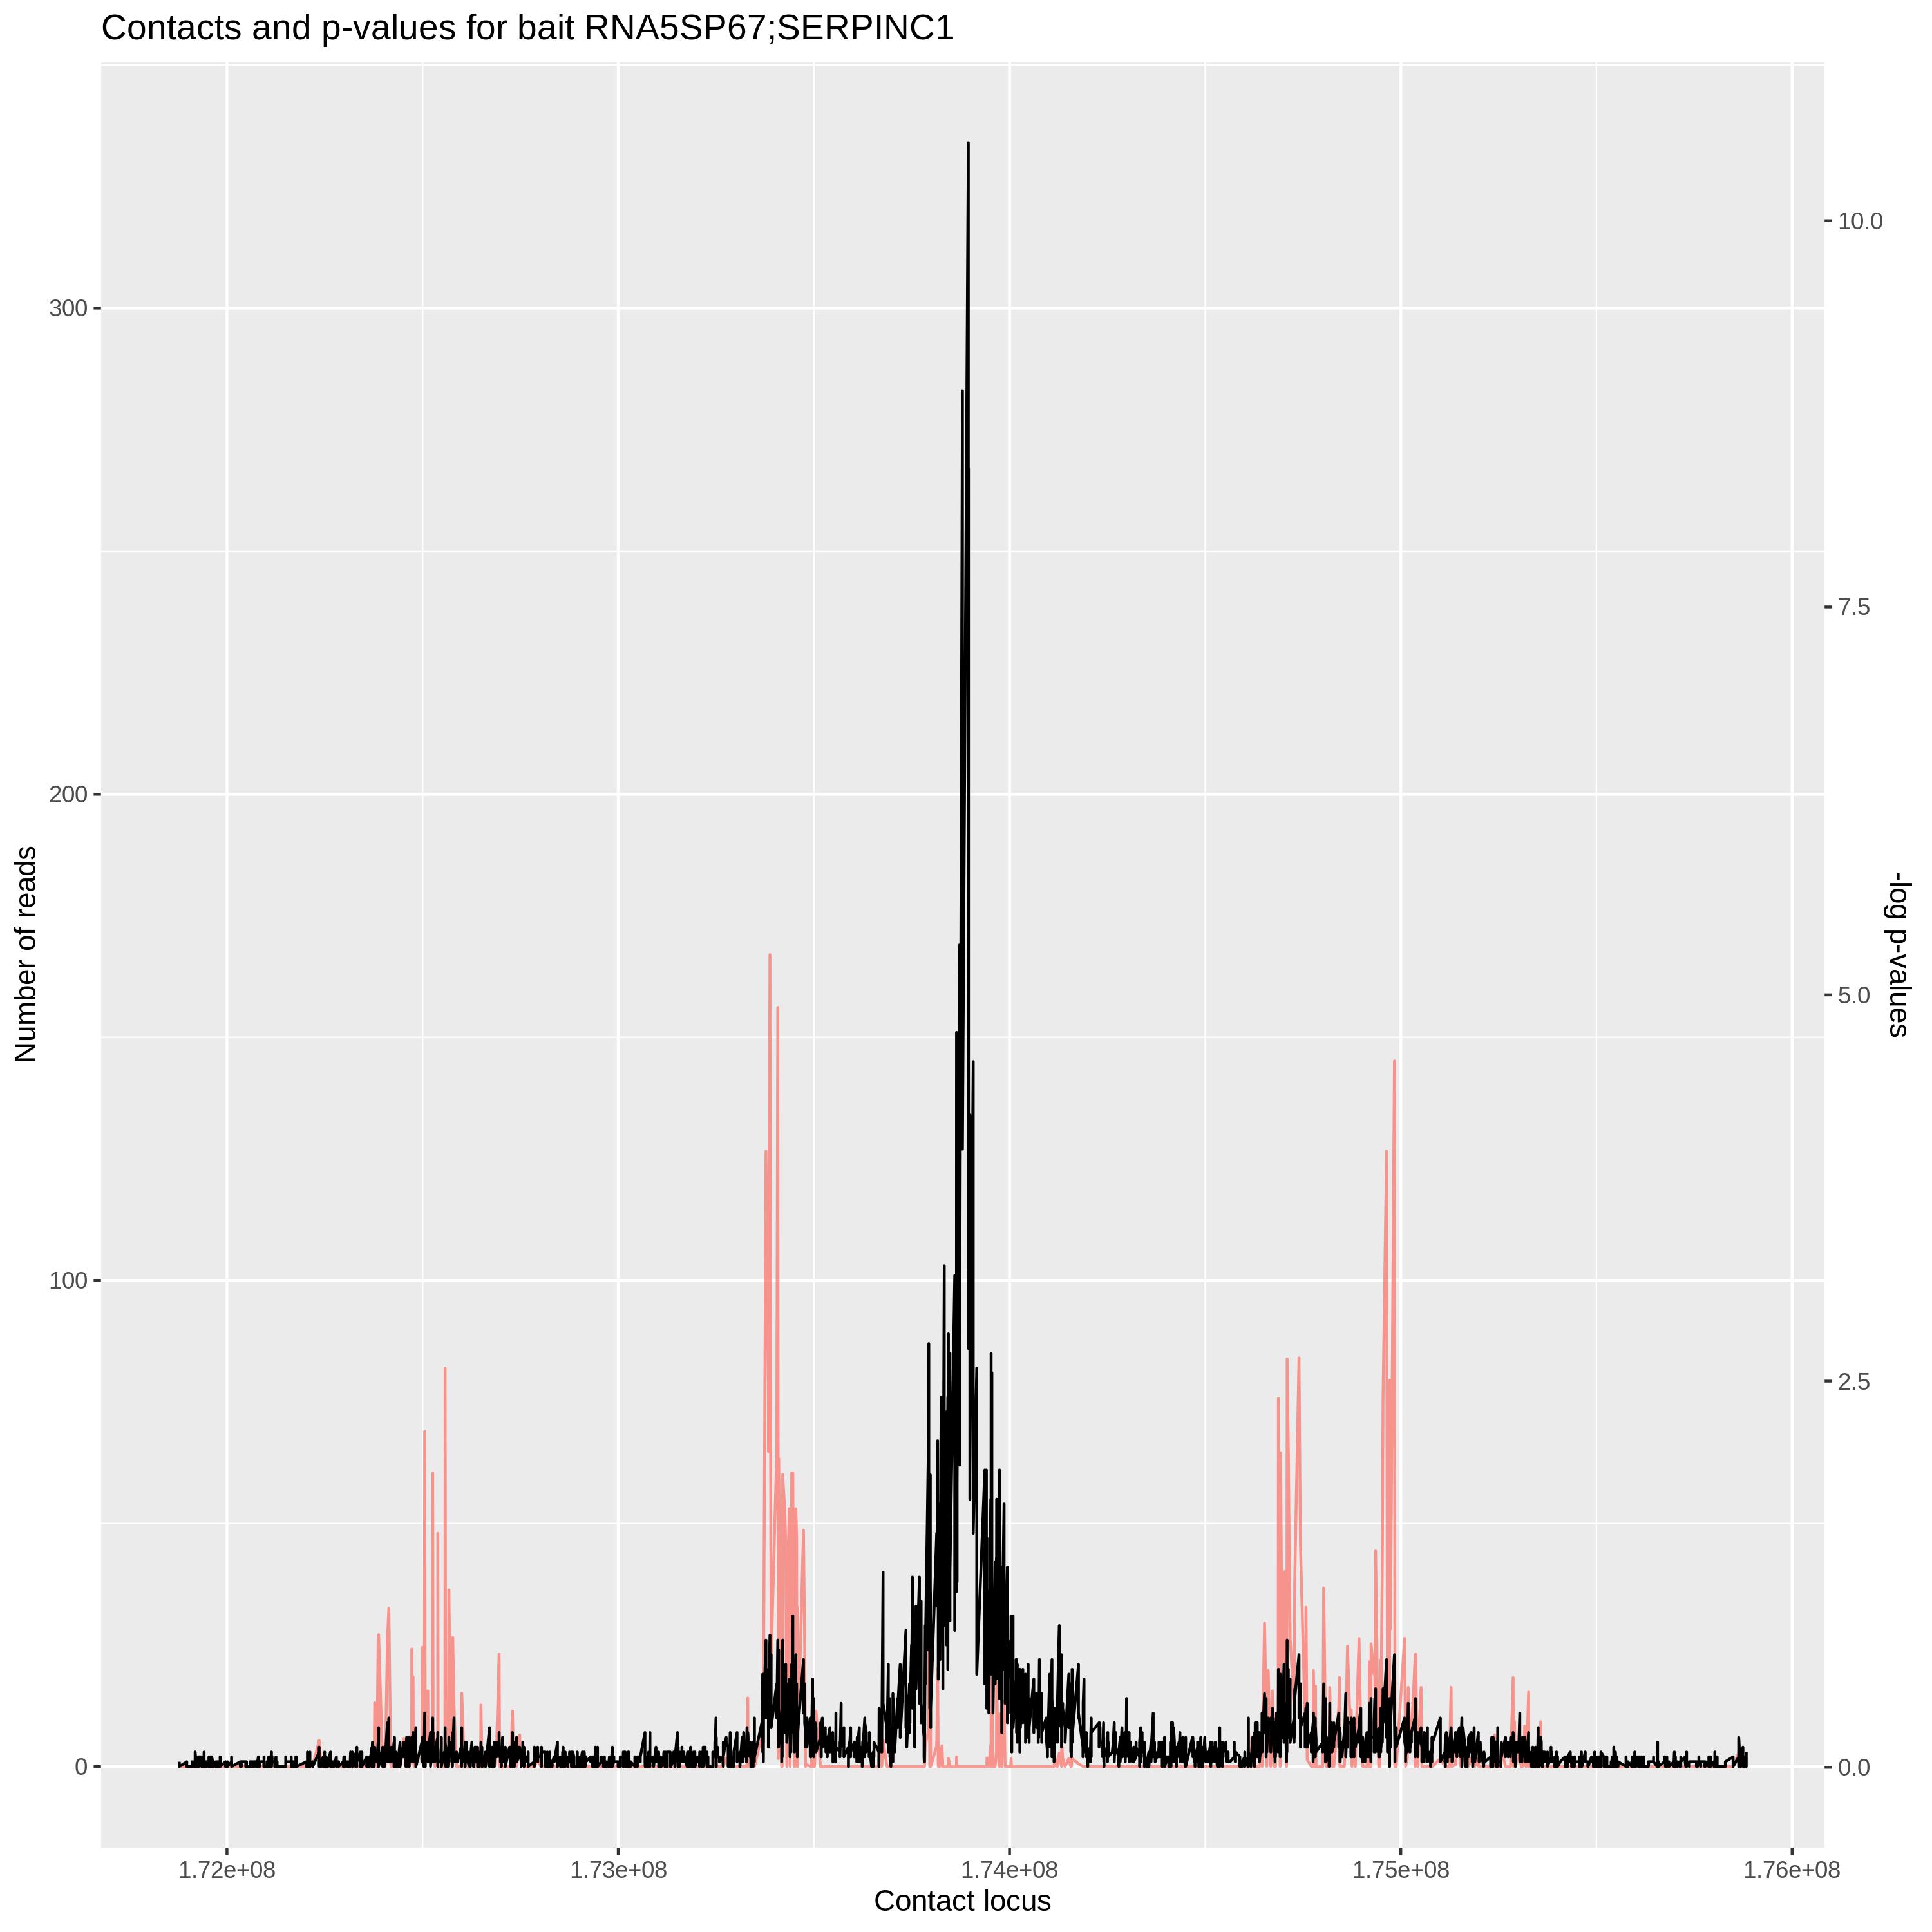 Contacts and p-values for bait RNA5SP67;SERPINC1
300
200
100
0
Number of reads
10.0
7.5
5.0
2.5
0.0
-log p-values
1.72e+08
1.73e+08
1.74e+08
1.75e+08
1.76e+08
Contact locus